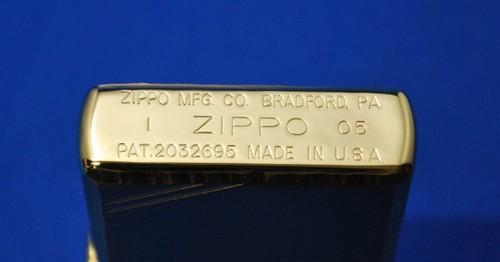 ZIPPO MFG. CO. BRADFORD, PA.
I ZIPPO 05
PAT.2032695 MADE IN U.S.A